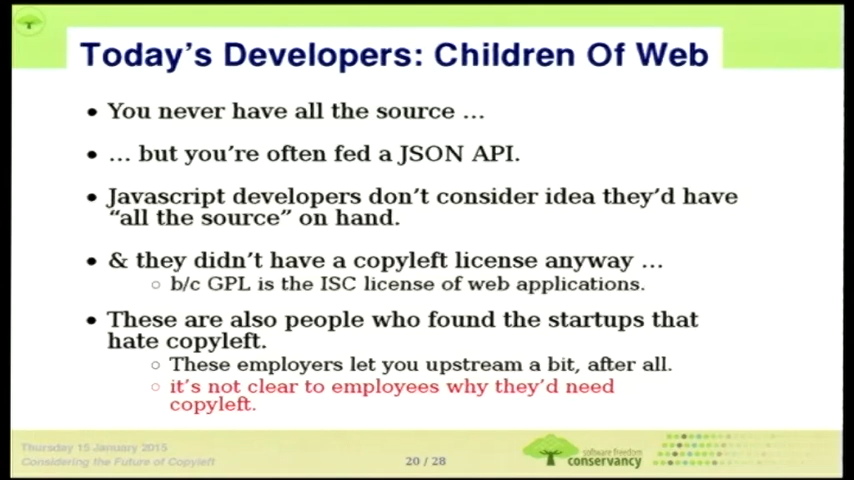 Today's Developers: Children Of Web
• You never have all the source …
• … but you're often fed a JSON API.
• Javascript developers don't consider idea they'd have
“all the source” on hand.
• & they didn't have a copyleft license anyway …
○ b/c GPL is the ISC license of web applications.
• These are also people who found the startups that
hate copyleft.
○ These employers let you upstream a bit, after all.
○ it's not clear to employees why they'd need
copyleft.
Thursday 15 January 2015
Considering the Future of Copyleft
20 / 28
software freedom
conservancy